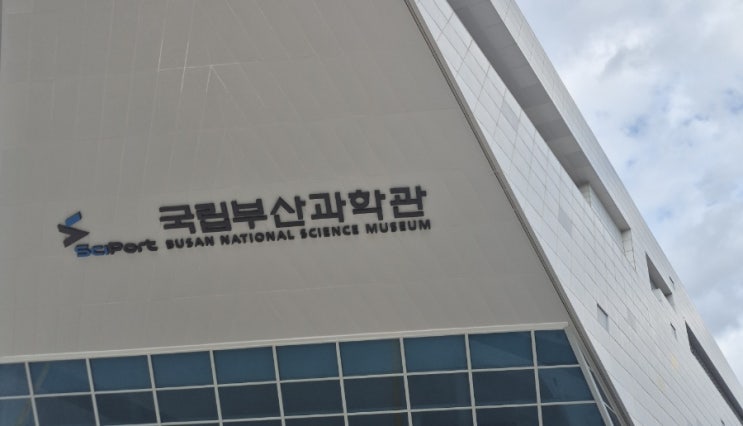 국립부산과학관
SciPort BUSAN NATIONAL SCIENCE MUSEUM